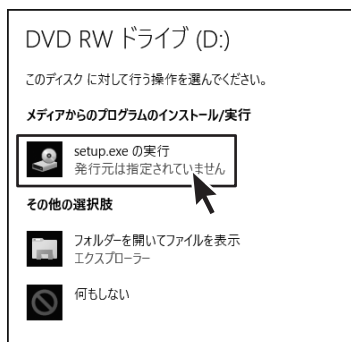 DVD RW ドライブ (D:)
このディスク に対して行う操作を選んでください。
メディアからのプログラムのインストール/実行
setup.exe の実行
発行元は指定されていません
その他の選択肢
フォルダーを開いてファイルを表示
エクスプローラー
何もしない